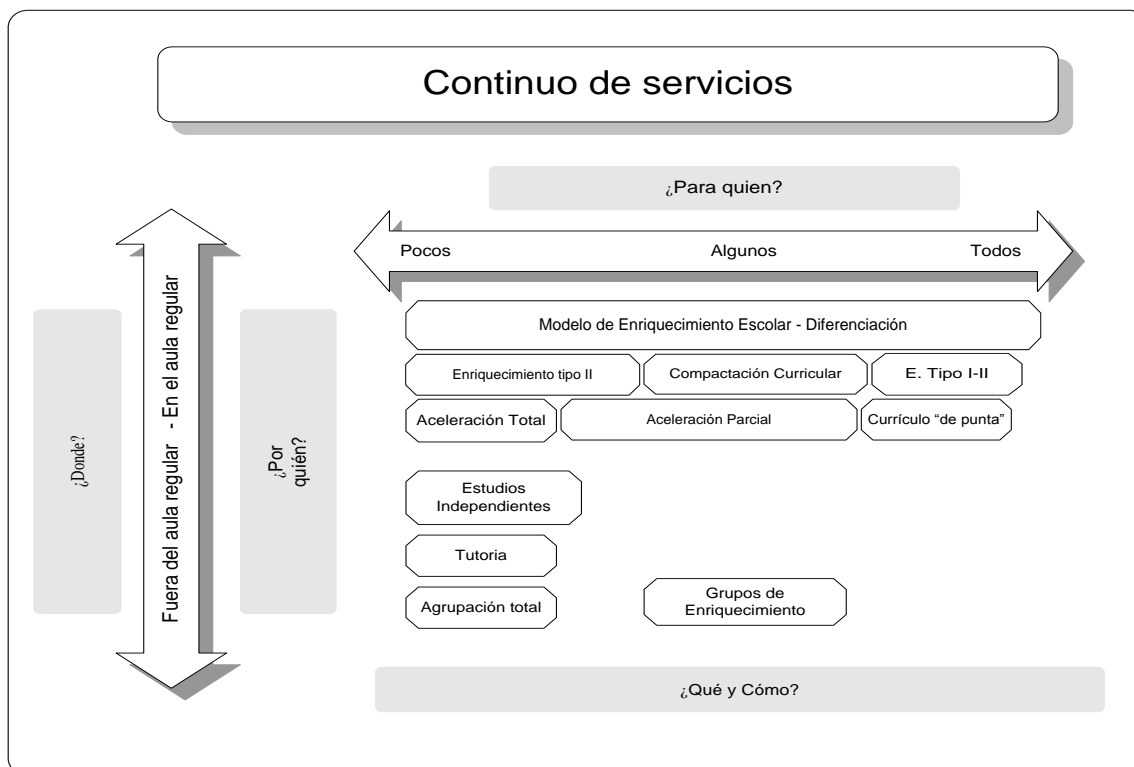 Continuo de servicios
¿Para quien?
Pocos
Algunos
Todos
Modelo de Enriquecimiento Escolar - Diferenciación
Enriquecimiento tipo II
Compactación Curricular
E. Tipo I-II
Aceleración Total
Aceleración Parcial
Currículo “de punta”
Estudios
Independientes
Tutoria
Agrupación total
Grupos de
Enriquecimiento
¿Donde?
Fuera del aula regular - En el aula regular
¿Por
quién?
¿Qué y Cómo?